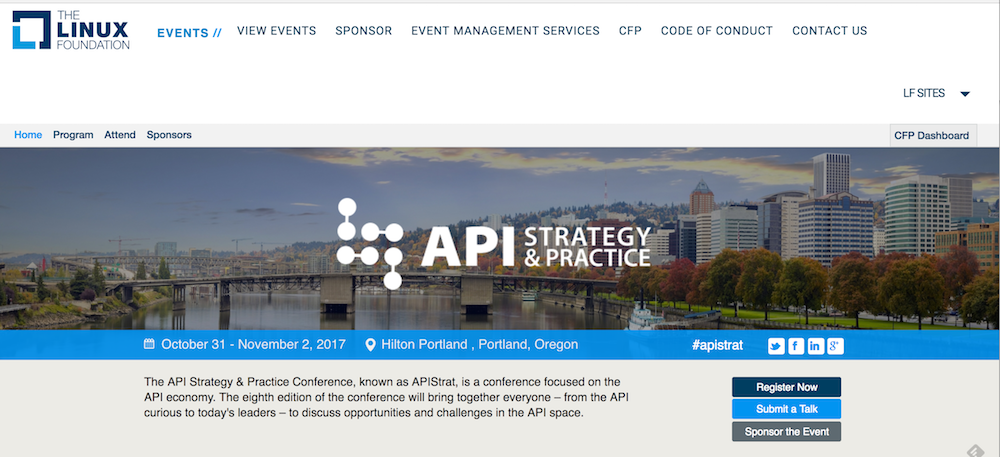 THE
LINUX
FOUNDATION
EVENTS // VIEW EVENTS SPONSOR EVENT MANAGEMENT SERVICES CFP CODE OF CONDUCT CONTACT US
LF SITES
Home Program Attend Sponsors CFP Dashboard
API STRATEGY
& PRACTICE
October 31 - November 2, 2017 Hilton Portland , Portland, Oregon #apistrat
The API Strategy & Practice Conference, known as APIStrat, is a conference focused on the
API economy. The eighth edition of the conference will bring together everyone – from the API
curious to today's leaders – to discuss opportunities and challenges in the API space.
Register Now
Submit a Talk
Sponsor the Event